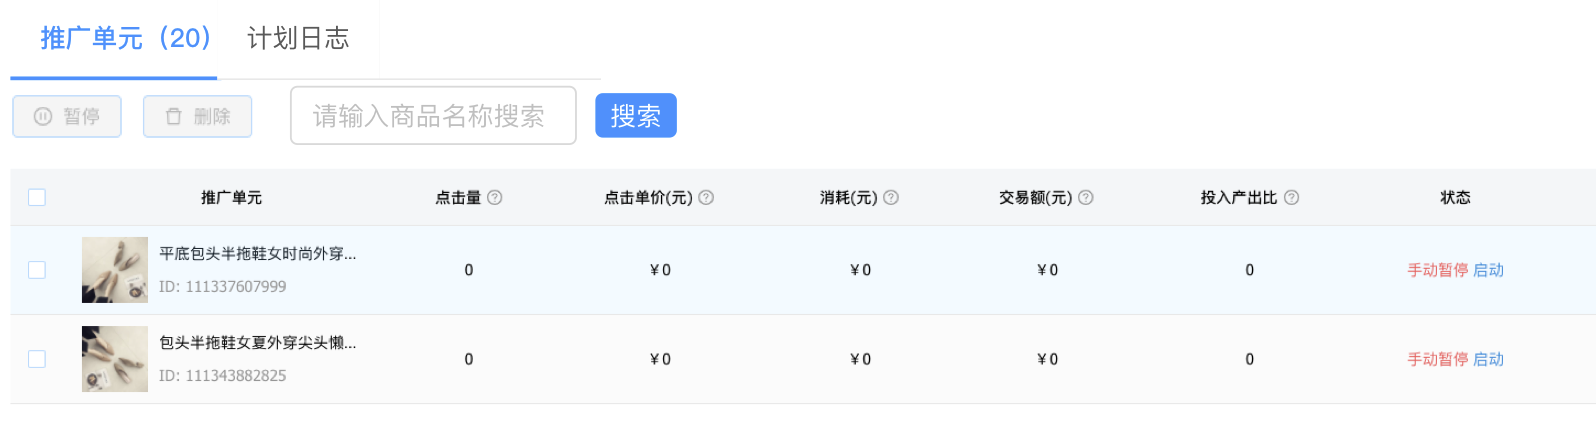 推广单元（20） 计划日志
暂停 删除 请输入商品名称搜索 搜索
推广单元 点击量 点击单价(元) 消耗(元) 交易额(元) 投入产出比 状态
平底包头半拖鞋女时尚外穿...
ID: 111337607999
0 ¥0 ¥0 ¥0 0 手动暂停 启动
包头半拖鞋女夏外穿尖头懒...
ID: 111343882825
0 ¥0 ¥0 ¥0 0 手动暂停 启动